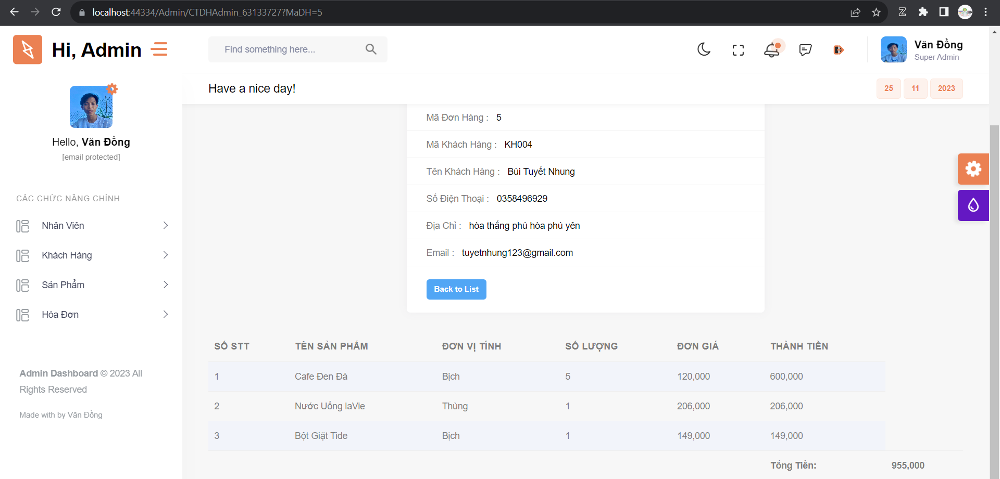 localhost:44334/Admin/CTDHAdmin_63133727?MaDH=5
Hi, Admin
Find something here...
Văn Đồng
Super Admin
Have a nice day!
25 11 2023
Hello, Văn Đồng
[email protected]
CÁC CHỨC NĂNG CHÍNH
Nhân Viên
Khách Hàng
Sản Phẩm
Hóa Đơn
Admin Dashboard © 2023 All
Rights Reserved
Made with by Văn Đồng
Mã Đơn Hàng : 5
Mã Khách Hàng : KH004
Tên Khách Hàng : Bùi Tuyết Nhung
Số Điện Thoại : 0358496929
Địa Chỉ : hòa thắng phú hòa phú yên
Email : tuyetnhung123@gmail.com
Back to List
SỐ STT TÊN SẢN PHẨM ĐƠN VỊ TÍNH SỐ LƯỢNG ĐƠN GIÁ THÀNH TIỀN
1 Cafe Đen Đá Bịch 5 120,000 600,000
2 Nước Uống laVie Thùng 1 206,000 206,000
3 Bột Giặt Tide Bịch 1 149,000 149,000
Tổng Tiền: 955,000